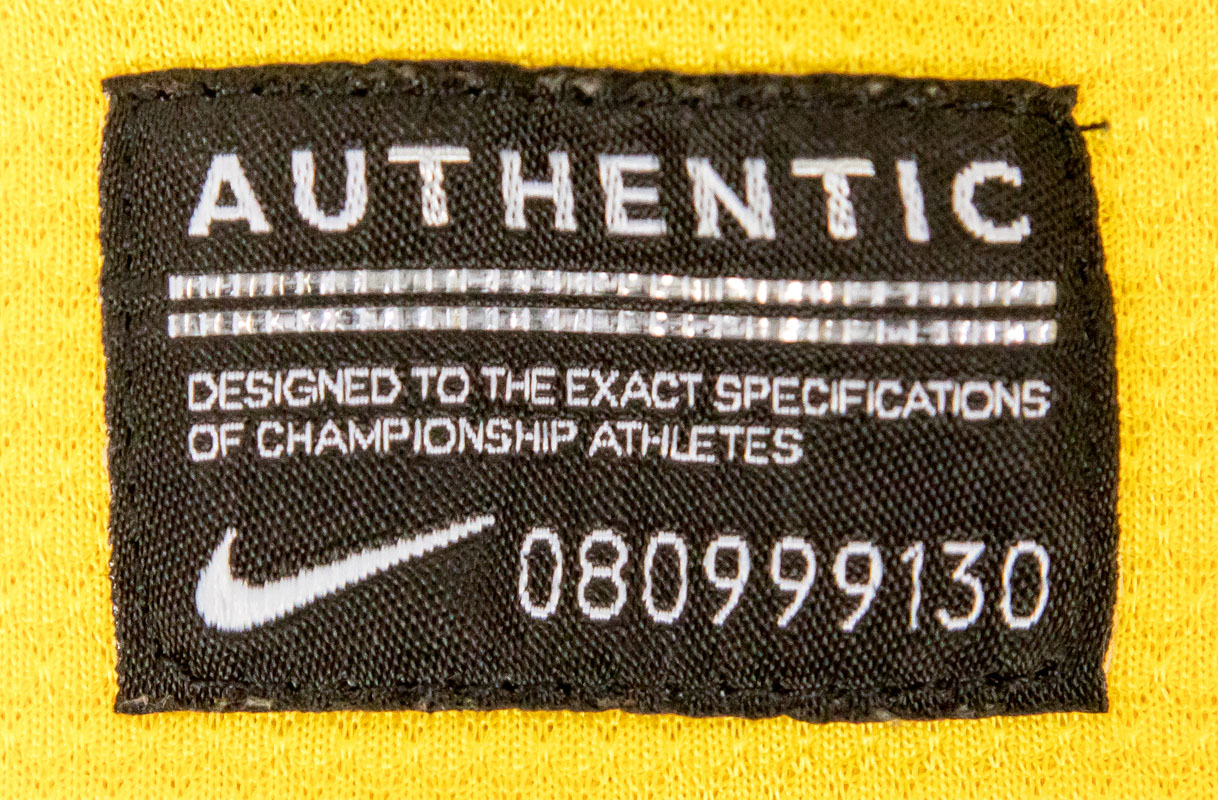 AUTHENTIC
DESIGNED TO THE EXACT SPECIFICATIONS
OF CHAMPIONSHIP ATHLETES
080999130